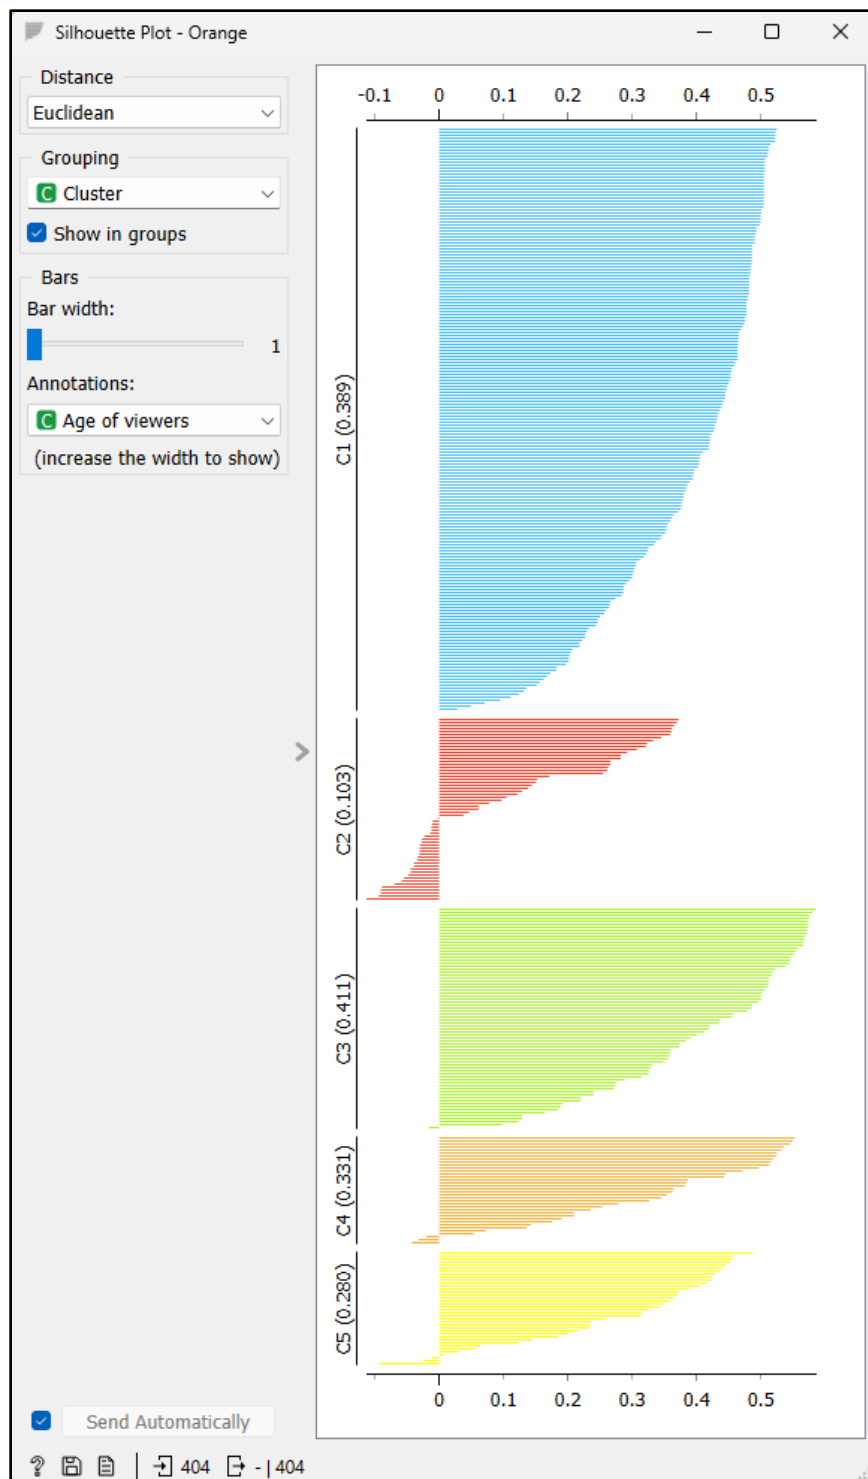 Silhouette Plot - Orange
Distance
Euclidean
Grouping
C Cluster
Show in groups
Bars
Bar width:
1
Annotations:
C Age of viewers
(increase the width to show)
Send Automatically
? 404 - | 404
-0.1 0 0.1 0.2 0.3 0.4 0.5
C1 (0.389)
C2 (0.103)
C3 (0.411)
C4 (0.331)
C5 (0.280)
0 0.1 0.2 0.3 0.4 0.5